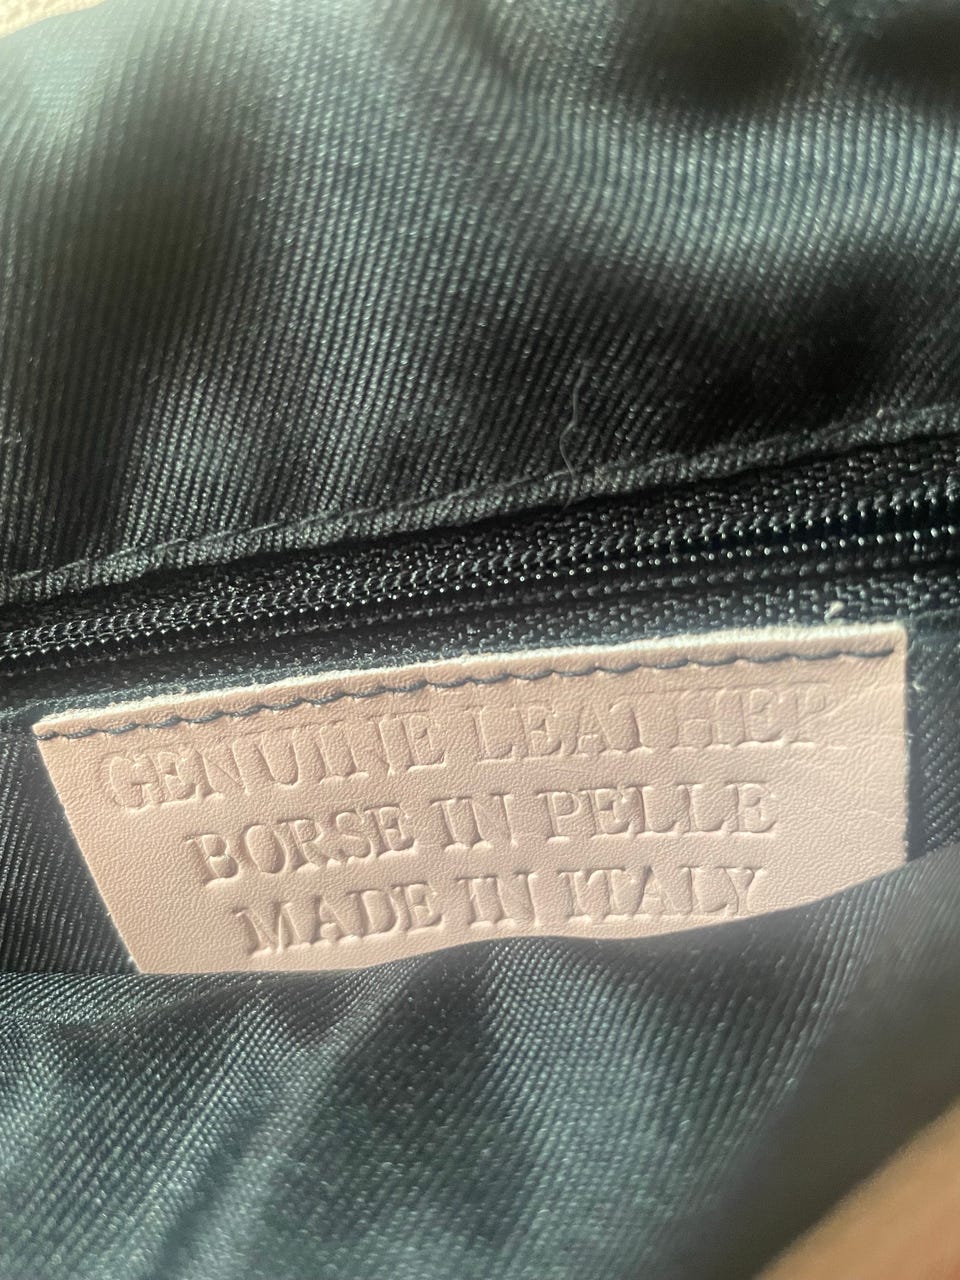 GENUINE LEATHER
BORSE IN PELLE
MADE IN ITALY